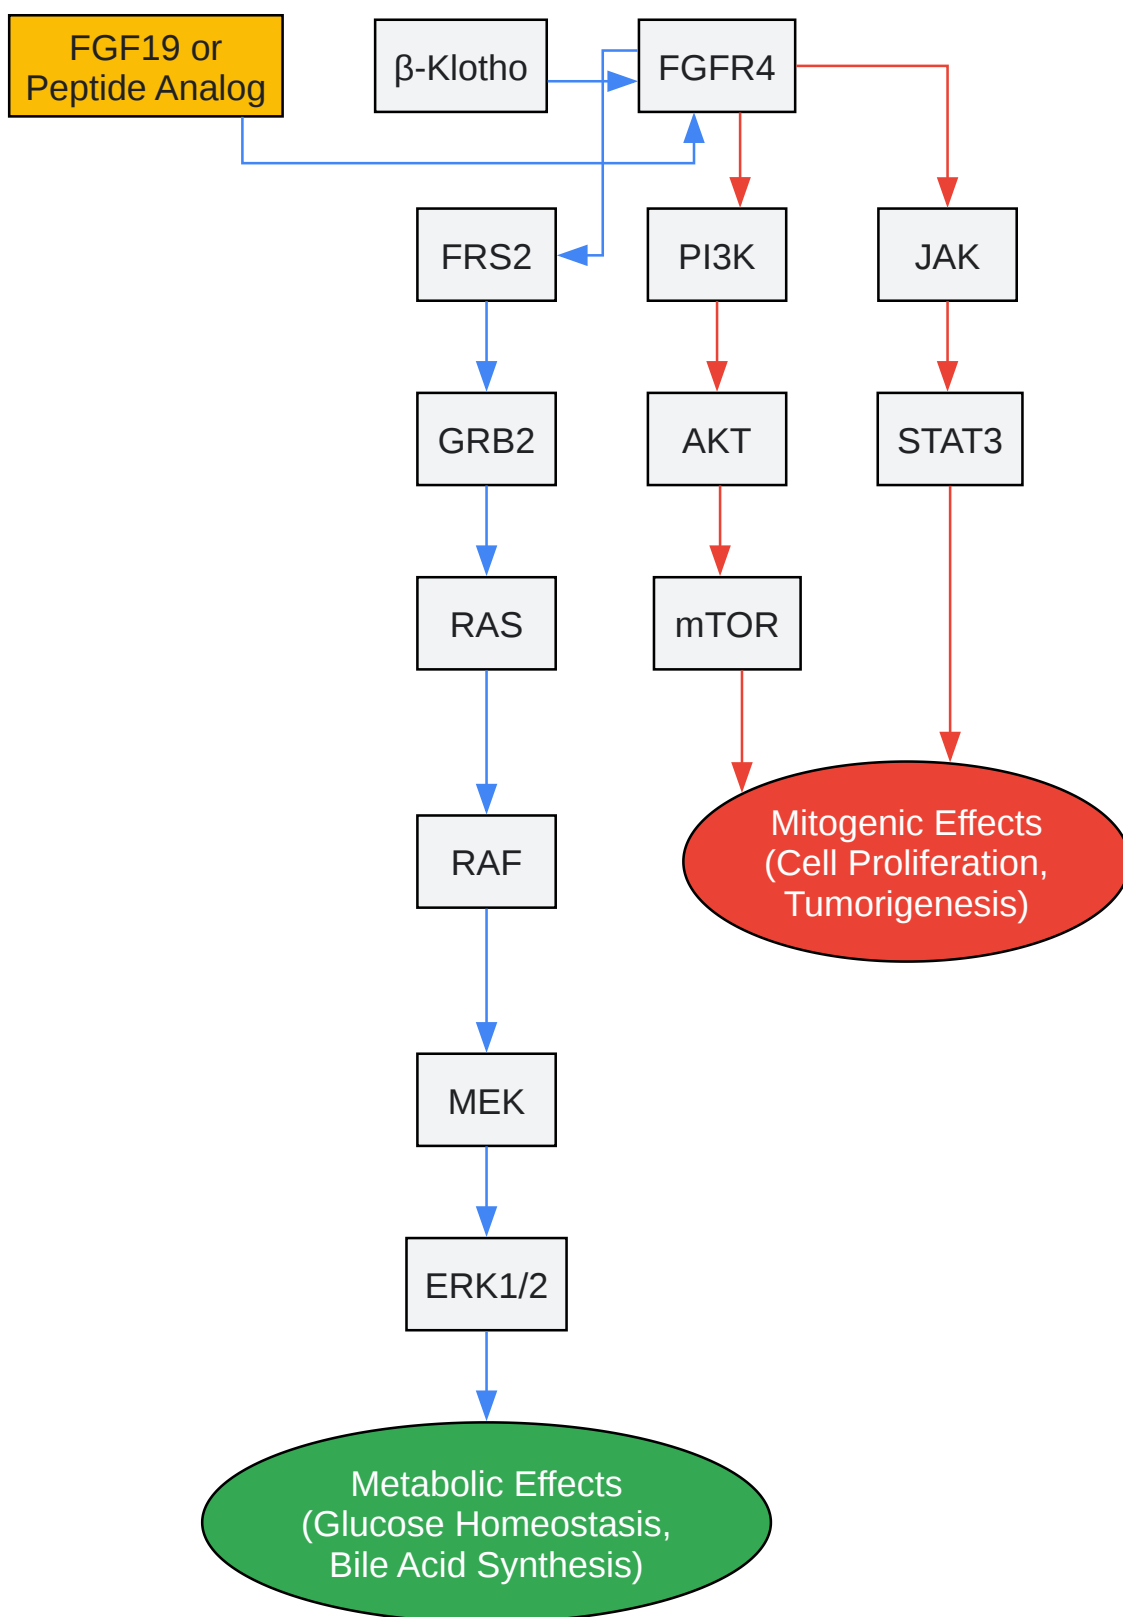 FGF19 or
Peptide Analog
β-Klotho
FGFR4
FRS2
PI3K
JAK
GRB2
AKT
STAT3
RAS
mTOR
Mitogenic Effects
(Cell Proliferation,
Tumorigenesis)
RAF
MEK
ERK1/2
Metabolic Effects
(Glucose Homeostasis,
Bile Acid Synthesis)